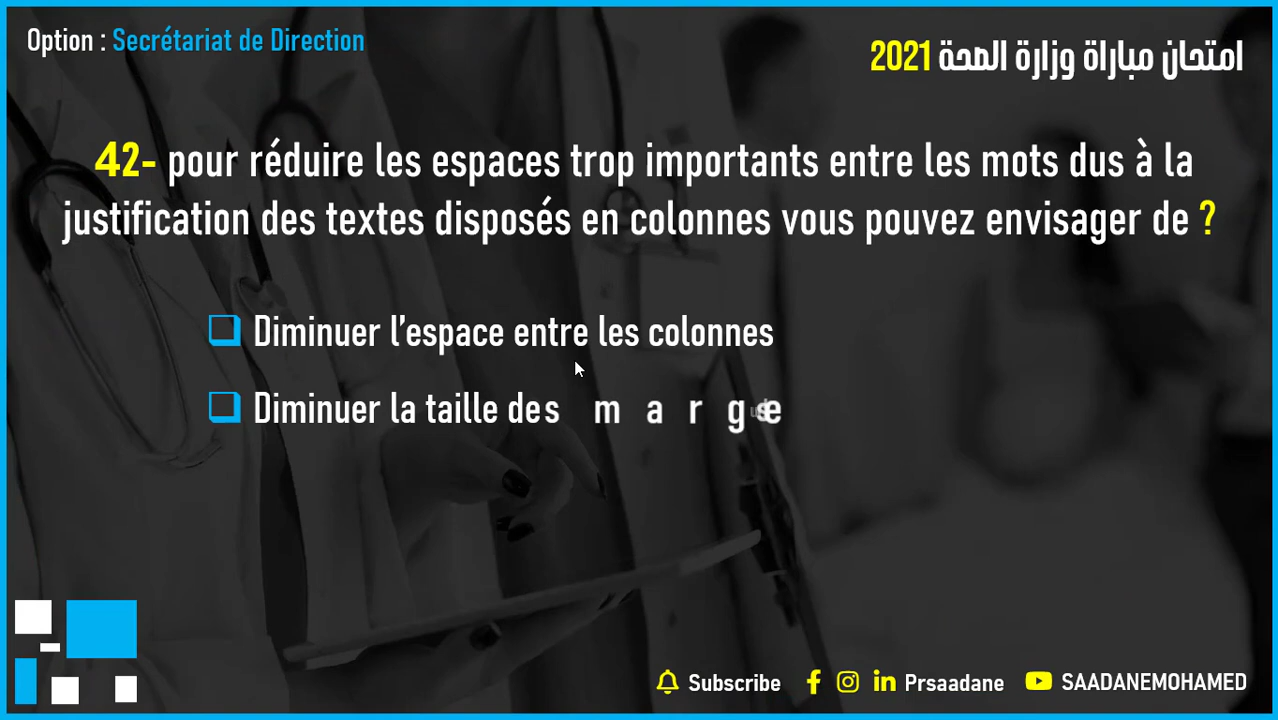 Option : Secrétariat de Direction
امتحان مباراة وزارة الصحة 2021
42- pour réduire les espaces trop importants entre les mots dus à la
justification des textes disposés en colonnes vous pouvez envisager de ?
Diminuer l’espace entre les colonnes
Diminuer la taille des
Subscribe
Prsaadane
SAADANEMOHAMED